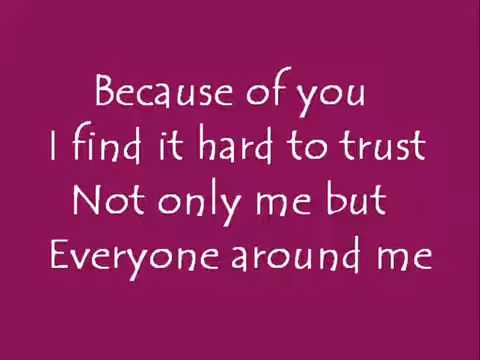 Because of you
I find it hard to trust
Not only me but
Everyone around me